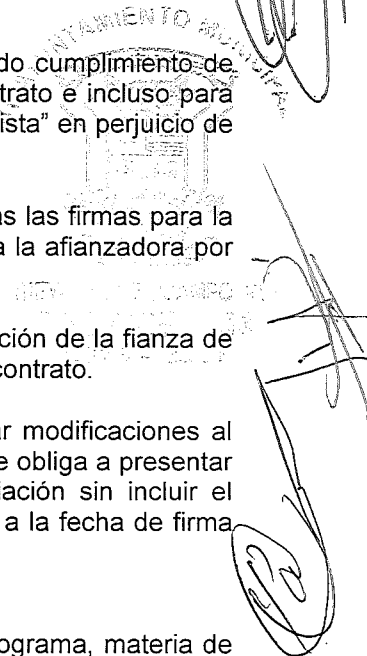 do cumplimiento de
trato e incluso para
ista” en perjuicio de
as las firmas para la
a la afianzadora por
ción de la fianza de
contrato.
ar modificaciones al
e obliga a presentar
iación sin incluir el
a la fecha de firma
ograma, materia de